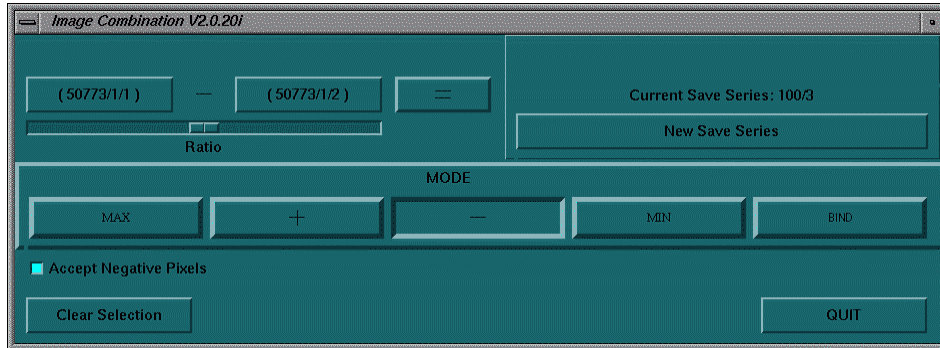 Image Combination V2.0.20i
( 50773/1/1 ) — ( 50773/1/2 ) =
Ratio
Current Save Series: 100/3
New Save Series
MODE
MAX + — MIN BIND
Accept Negative Pixels
Clear Selection QUIT